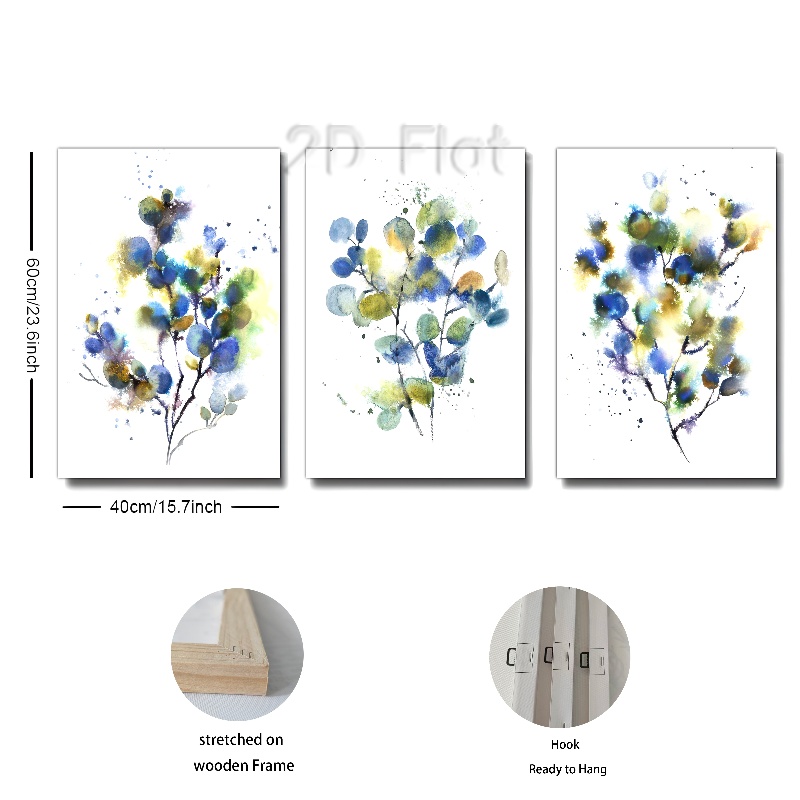 2D Flat
60cm/23.6inch
40cm/15.7inch
stretched on
wooden Frame
Hook
Ready to Hang